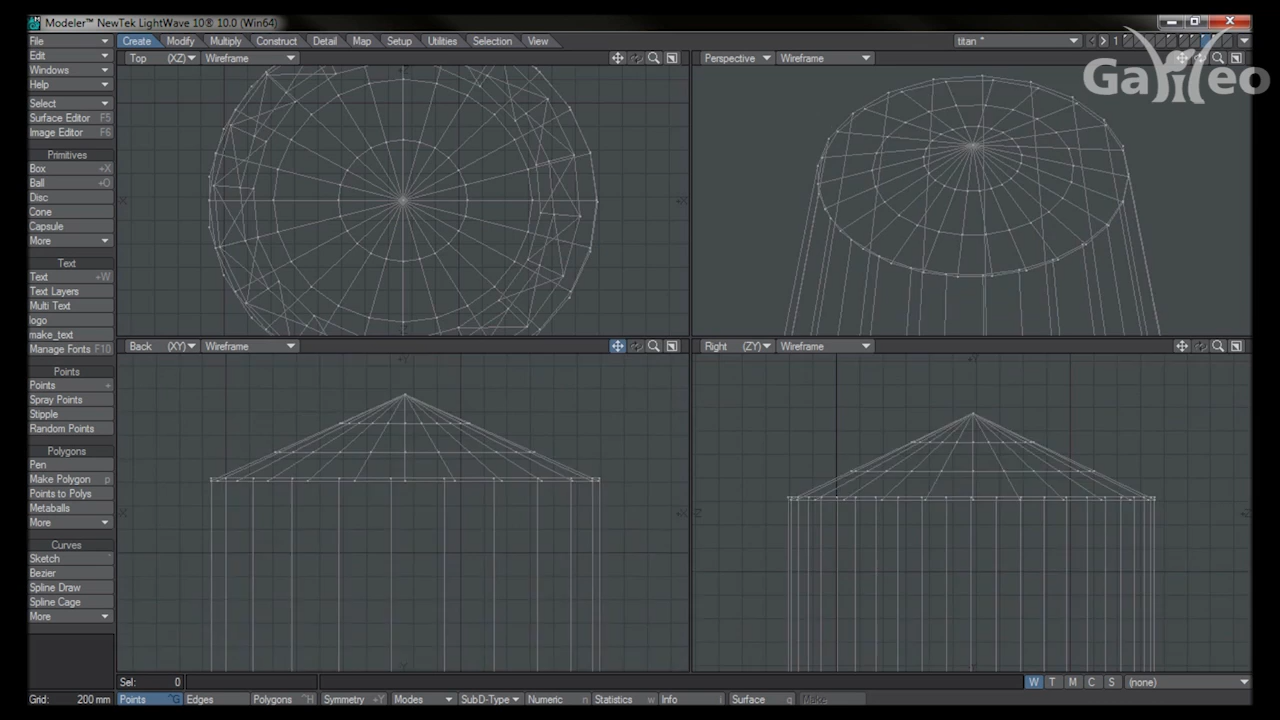 Modeler™ NewTek LightWave 10® 10.0 (Win64)
File
Edit
Windows
Help
Select
Surface Editor F5
Image Editor F6
Primitives
Box +X
Ball +O
Disc
Cone
Capsule
More
Text
Text +W
Text Layers
Multi Text
logo
make_text
Manage Fonts F10
Points
Points +
Spray Points
Stipple
Random Points
Polygons
Pen
Make Polygon p
Points to Polys
Metaballs
More
Curves
Sketch
Bezier
Spline Draw
Spline Cage
More
Create Modify Multiply Construct Detail Map Setup Utilities Selection View titan * 1
Galileo
Top (XZ) Wireframe
Perspective Wireframe
Back (XY) Wireframe
Right (ZY) Wireframe
Sel: 0
W T M C S (none)
Grid: 200 mm Points ^G Edges Polygons ^H Symmetry +Y Modes SubD-Type Numeric n Statistics w Info i Surface q Make